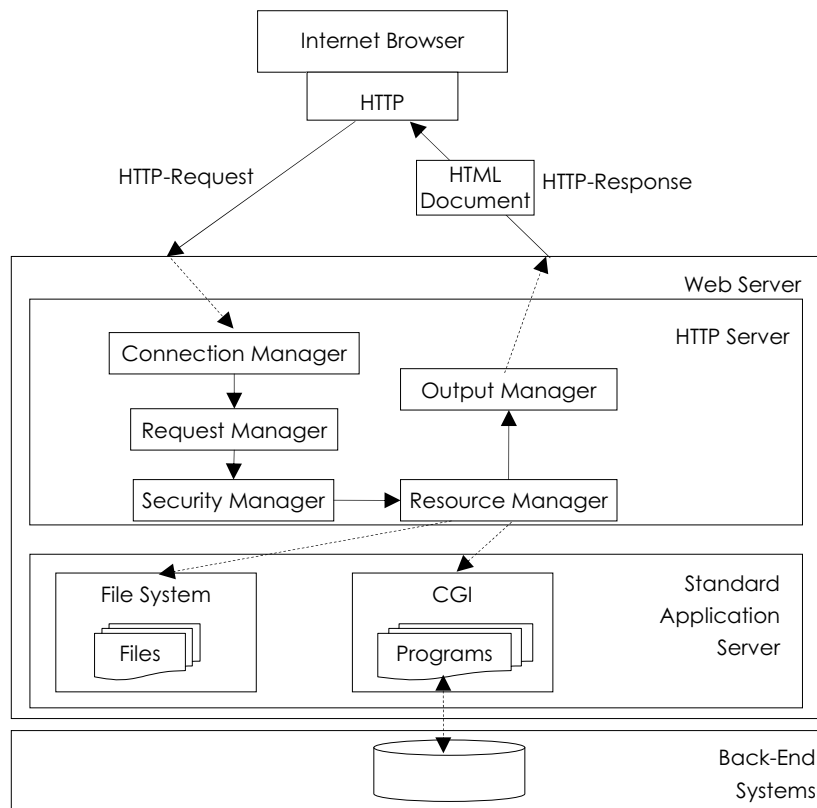 Internet Browser
HTTP
HTTP-Request
HTML
Document
HTTP-Response
Web Server
HTTP Server
Connection Manager
Output Manager
Request Manager
Security Manager
Resource Manager
File System
Files
CGI
Programs
Standard
Application
Server
Back-End
Systems